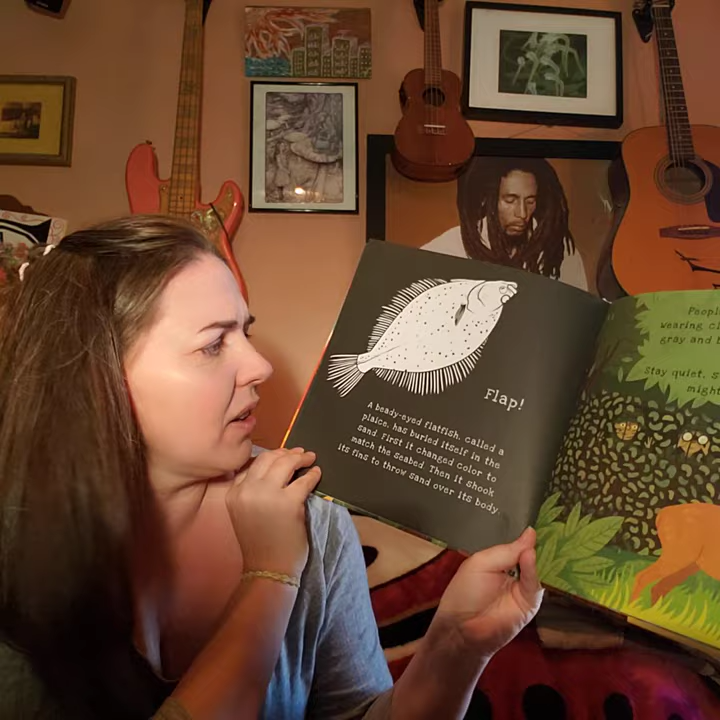 Flap!
A beady-eyed flatfish, called a
plaice, has buried itself in the
sand. First it changed color to
match the seabed. Then it shook
its fins to throw sand over its body.
wearing
gray and
stay quiet,
might